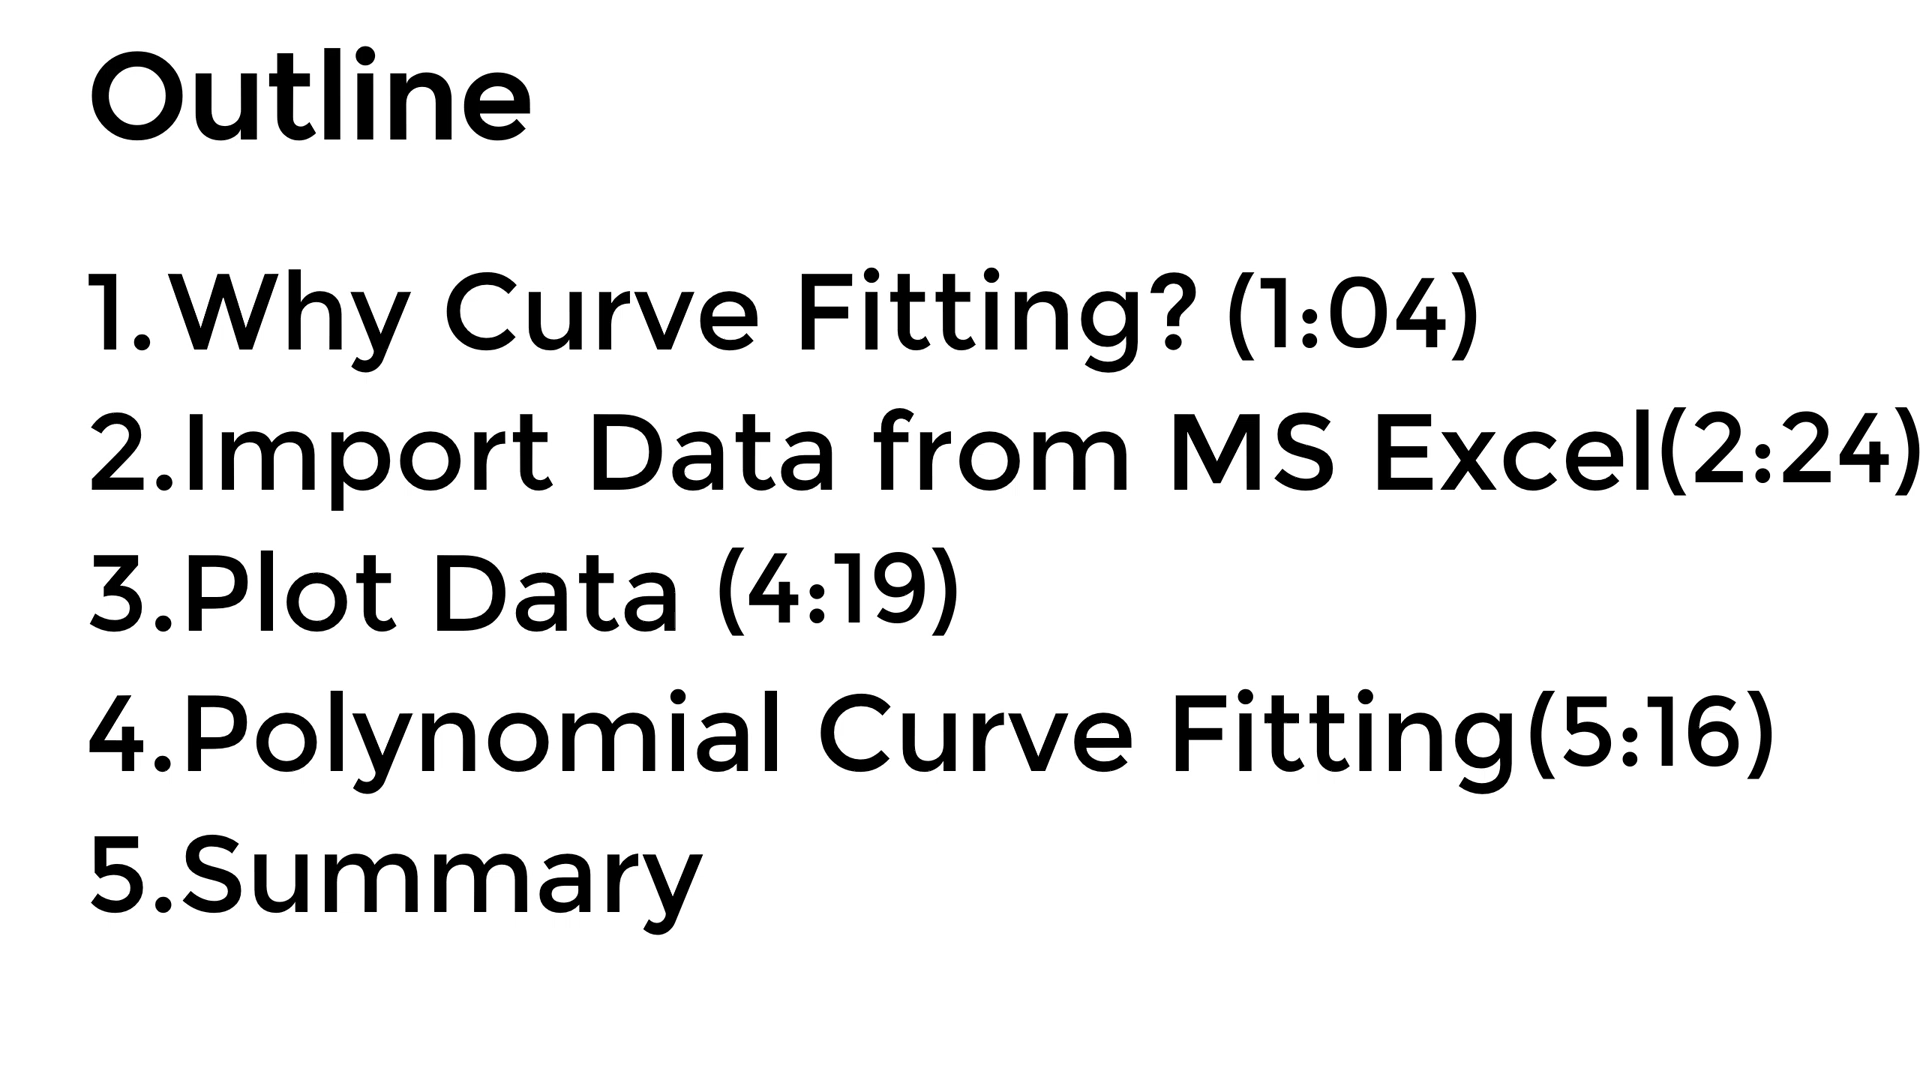 Outline
1. Why Curve Fitting? (1:04)
2.Import Data from MS Excel(2:24)
3.Plot Data (4:19)
4.Polynomial Curve Fitting(5:16)
5.Summary